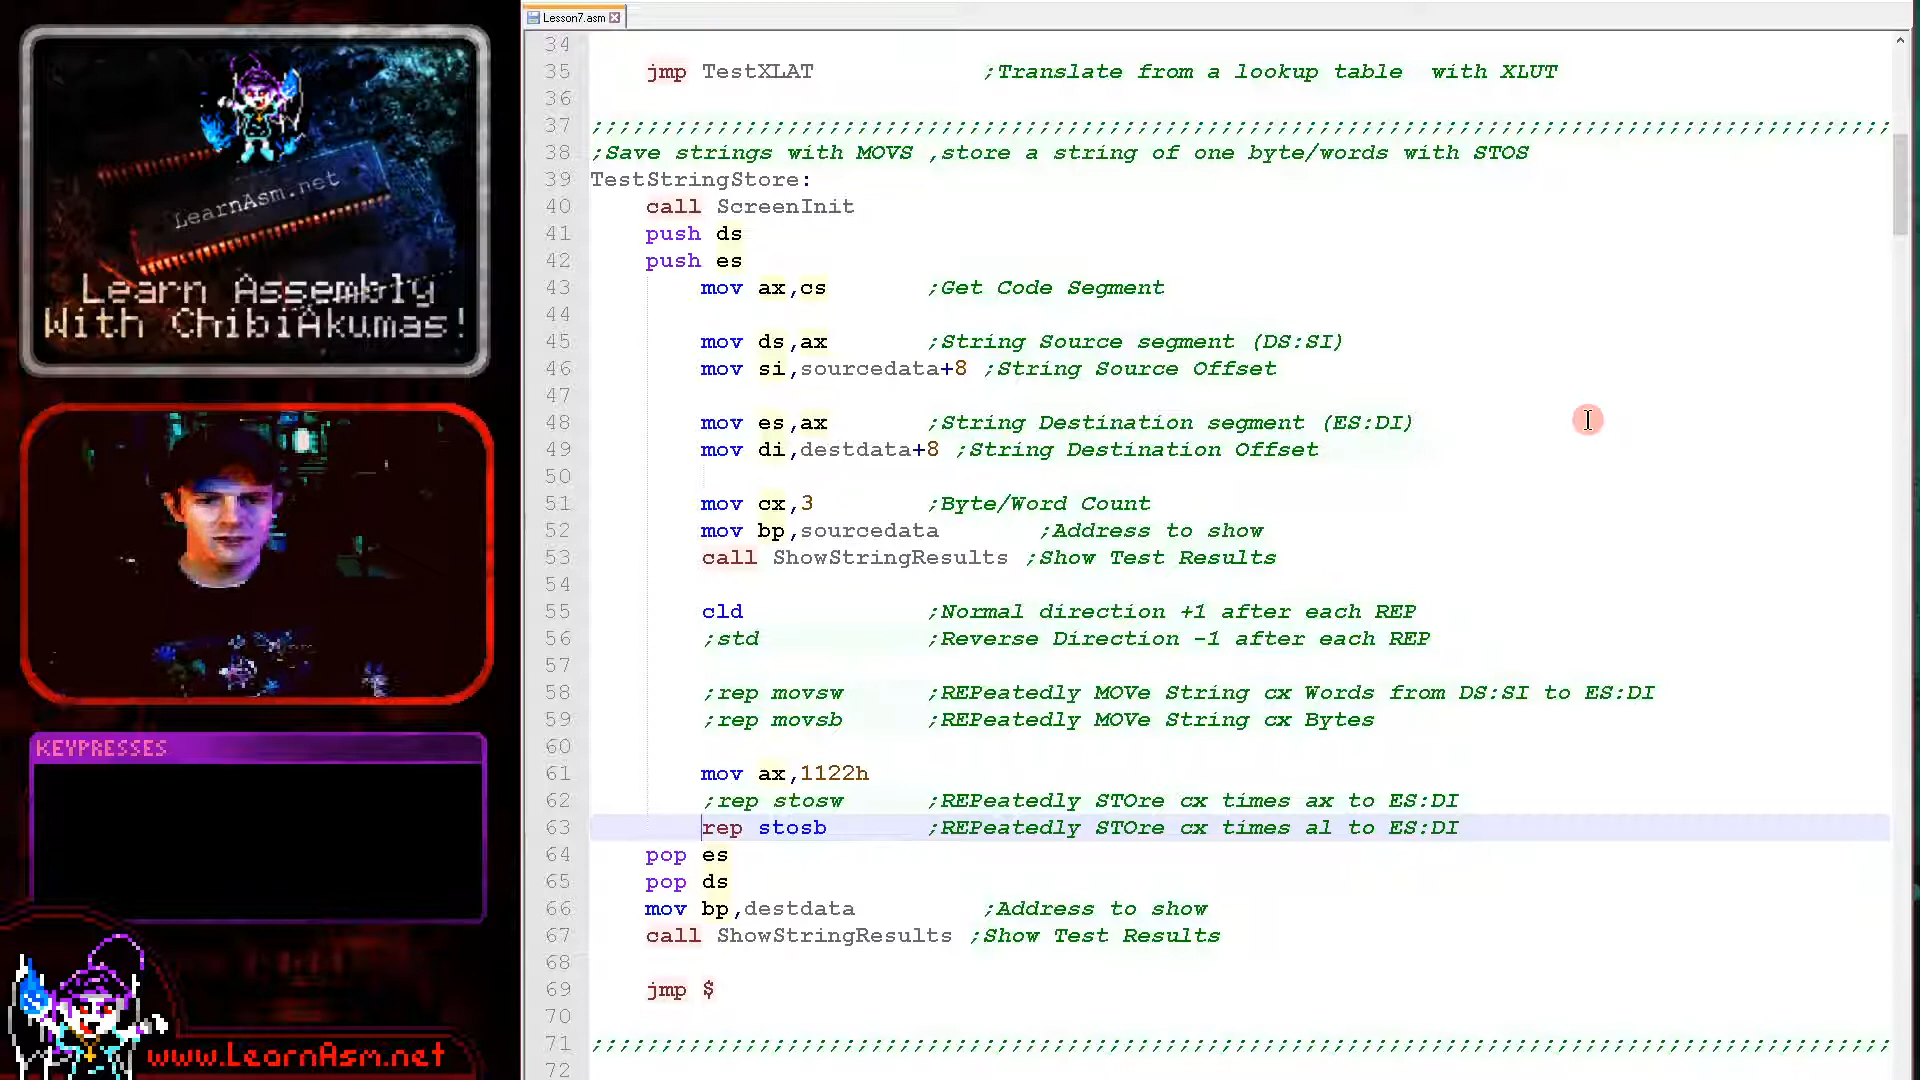 Lesson7.asm
34
35 jmp TestXLAT ;Translate from a lookup table with XLUT
36
37 ;;;;;;;;;;;;;;;;;;;;;;;;;;;;;;;;;;;;;;;;;;;;;;;;;;;;;;;;;;;;;;;;;;;;;;;;;;;;;;;;;;;;;;;;;;;;;
38 ;Save strings with MOVS ,store a string of one byte/words with STOS
39 TestStringStore:
40 call ScreenInit
41 push ds
42 push es
43 mov ax,cs ;Get Code Segment
44
45 mov ds,ax ;String Source segment (DS:SI)
46 mov si,sourcedata+8 ;String Source Offset
47
48 mov es,ax ;String Destination segment (ES:DI)
49 mov di,destdata+8 ;String Destination Offset
50
51 mov cx,3 ;Byte/Word Count
52 mov bp,sourcedata ;Address to show
53 call ShowStringResults ;Show Test Results
54
55 cld ;Normal direction +1 after each REP
56 ;std ;Reverse Direction -1 after each REP
57
58 ;rep movsw ;REPeatedly MOVe String cx Words from DS:SI to ES:DI
59 ;rep movsb ;REPeatedly MOVe String cx Bytes
60
61 mov ax,1122h
62 ;rep stosw ;REPeatedly STOre cx times ax to ES:DI
63 rep stosb ;REPeatedly STOre cx times al to ES:DI
64 pop es
65 pop ds
66 mov bp,destdata ;Address to show
67 call ShowStringResults ;Show Test Results
68
69 jmp $
70
71 ;;;;;;;;;;;;;;;;;;;;;;;;;;;;;;;;;;;;;;;;;;;;;;;;;;;;;;;;;;;;;;;;;;;;;;;;;;;;;;;;;;;;;;;;;;;;;
72
LearnAsm.net
Learn Assembly
With ChibiAkumas!
KEYPRESSES
www.LearnAsm.net